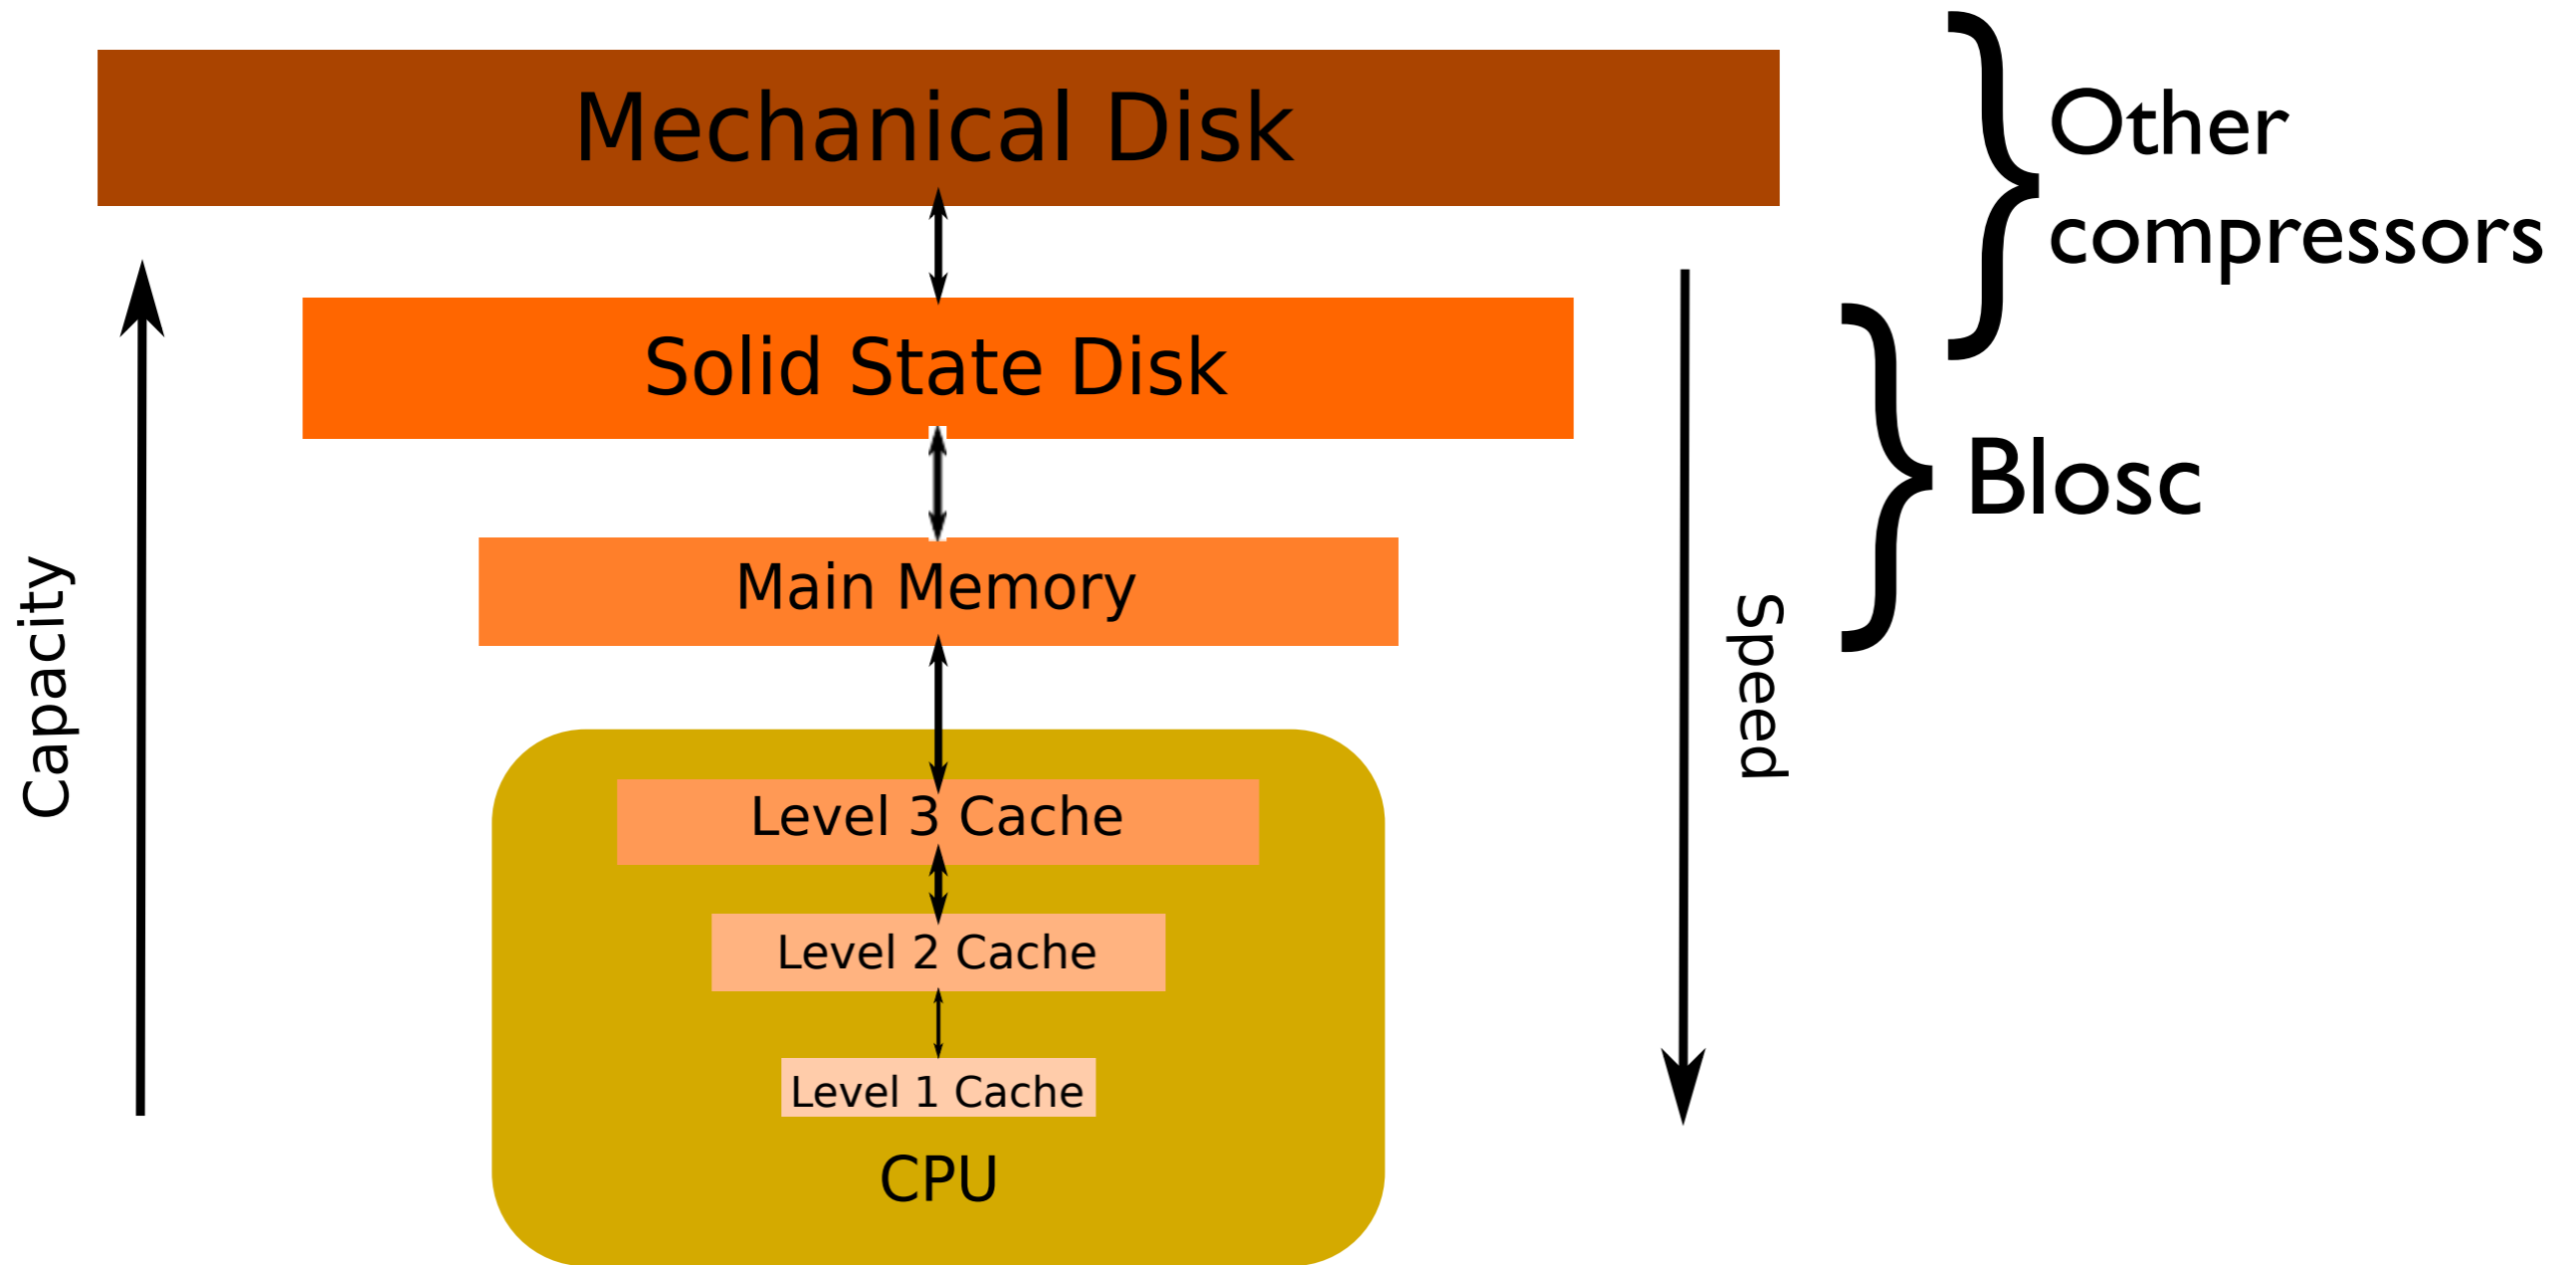 Mechanical Disk
Other
compressors
Solid State Disk
Blosc
Main Memory
Capacity
Speed
Level 3 Cache
Level 2 Cache
Level 1 Cache
CPU